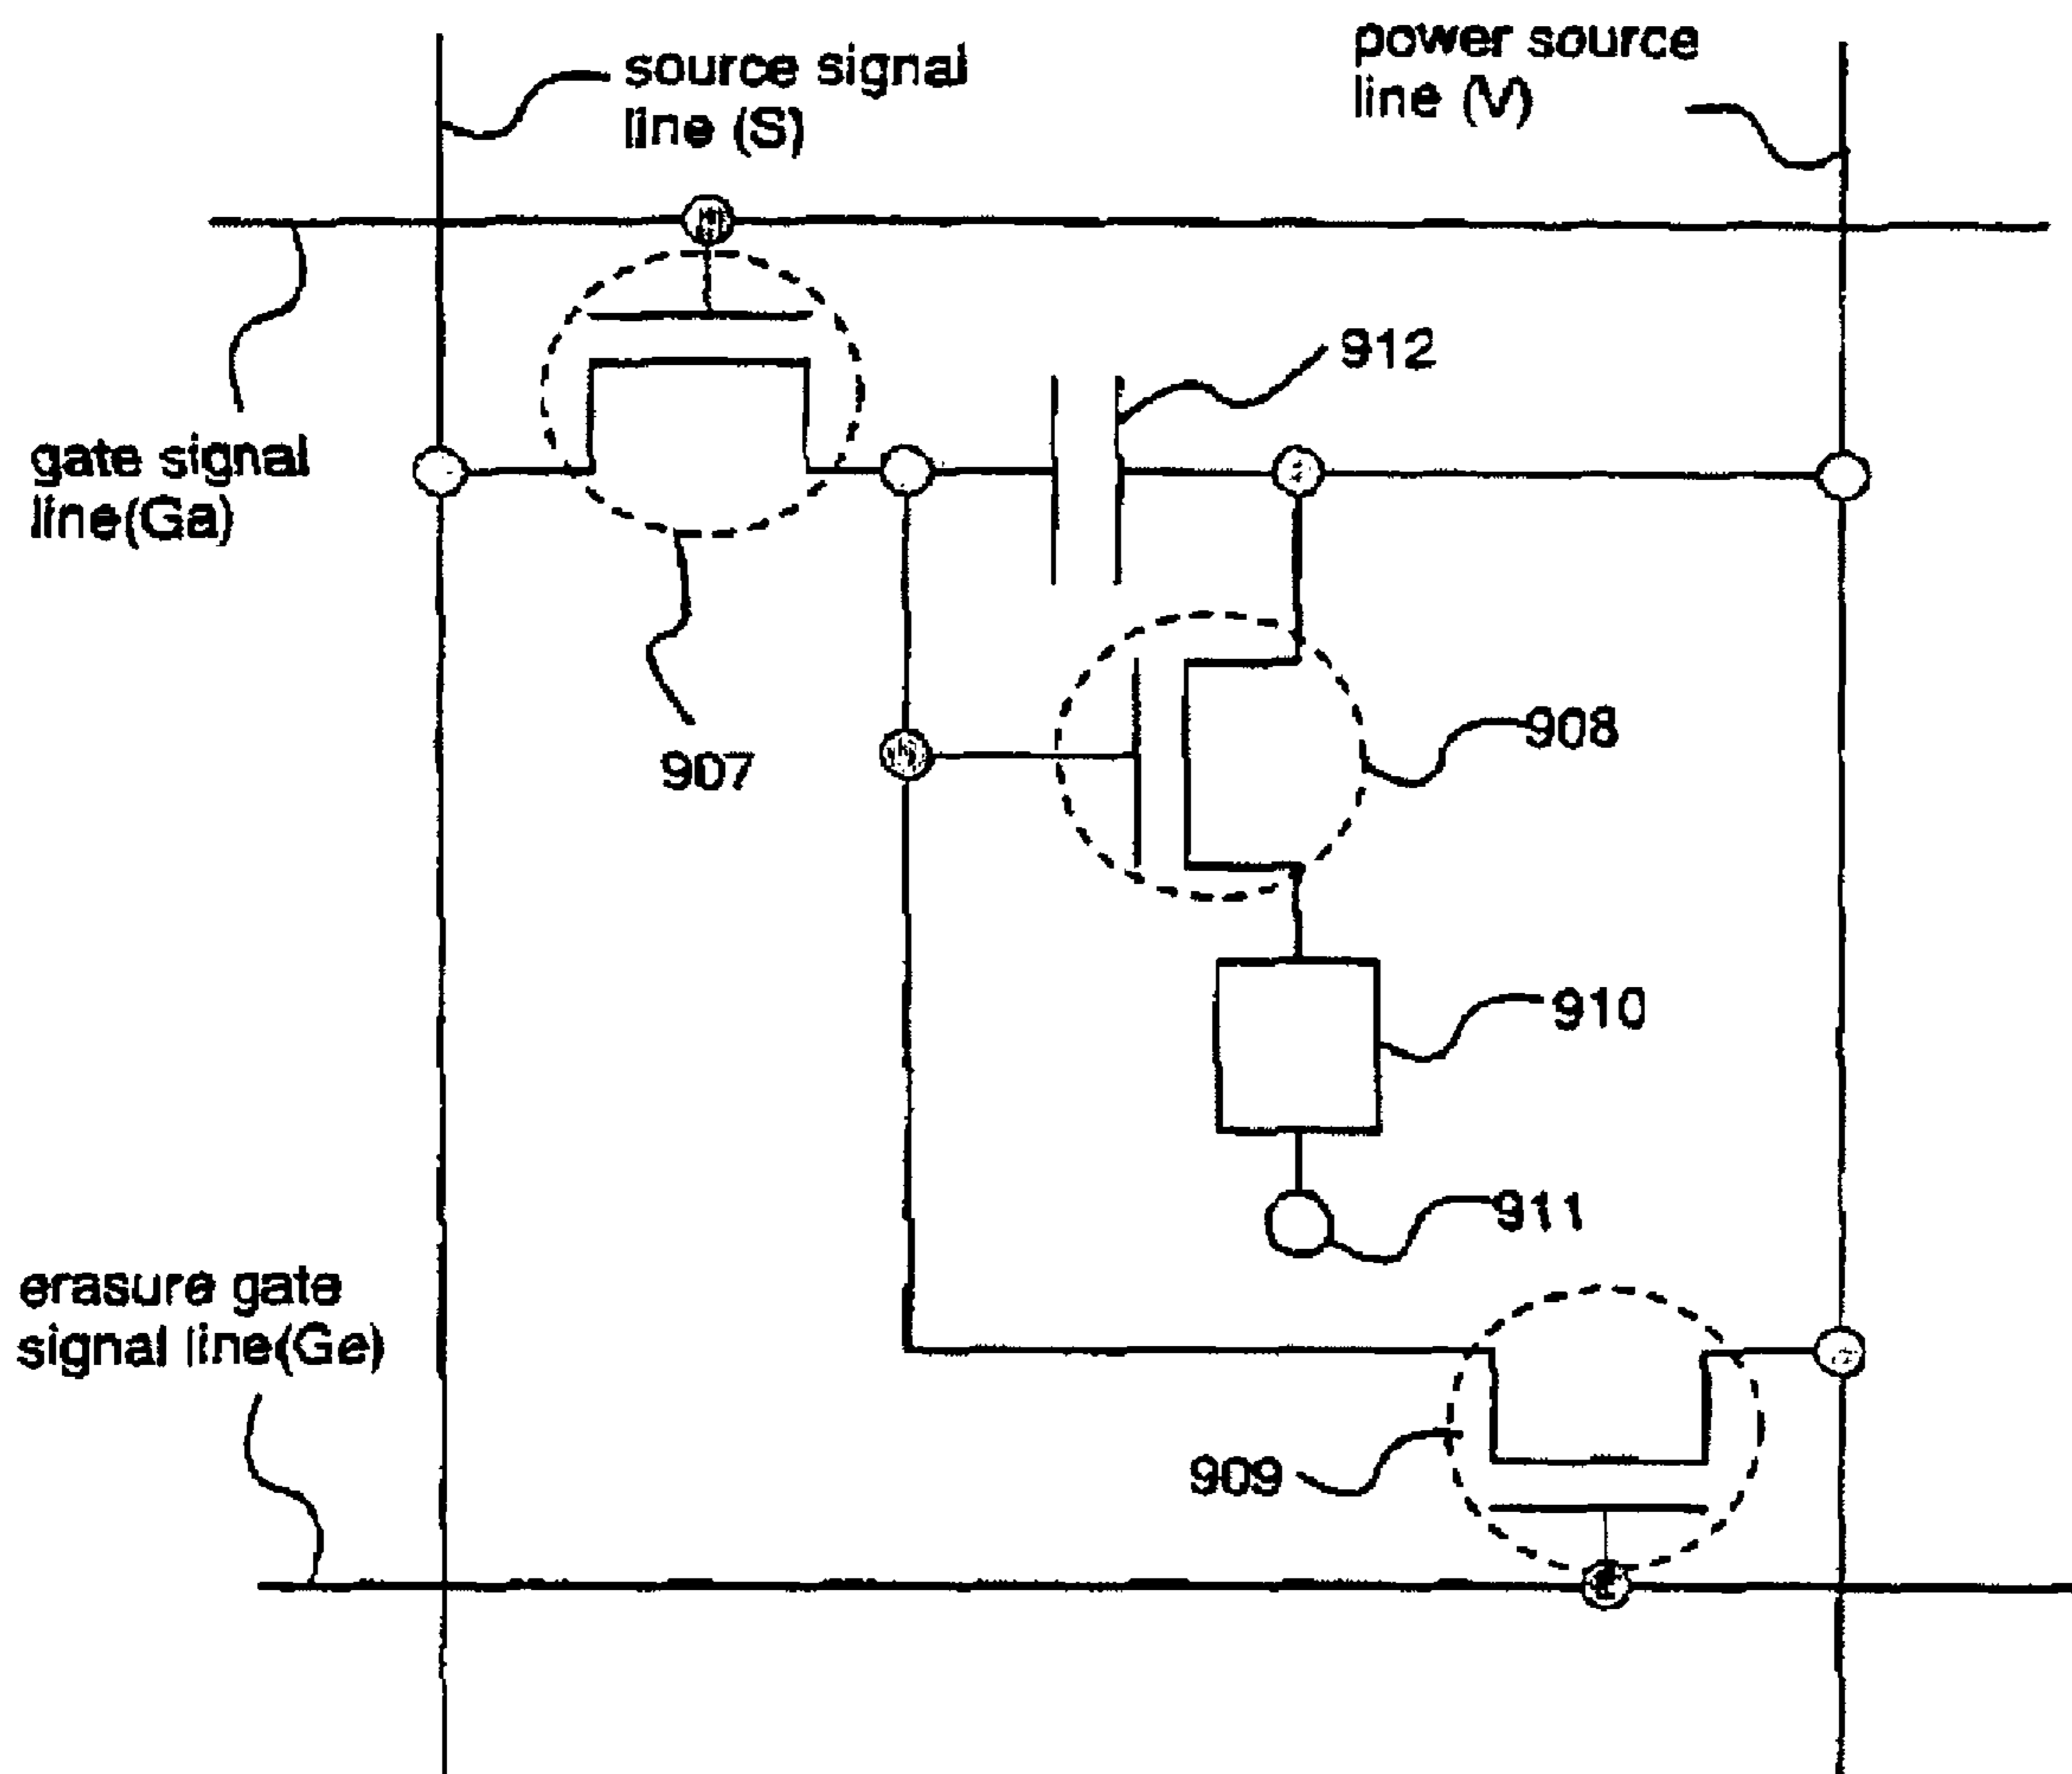 source signal
line (S)
power source
line (V)
912
gate signal
line(Ga)
907
908
910
911
erasure gate
signal line(Ge)
909